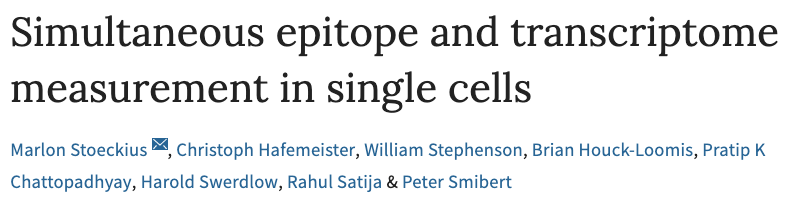 Simultaneous epitope and transcriptome
measurement in single cells
Marlon Stoeckius, Christoph Hafemeister, William Stephenson, Brian Houck-Loomis, Pratip K
Chattopadhyay, Harold Swerdlow, Rahul Satija & Peter Smibert